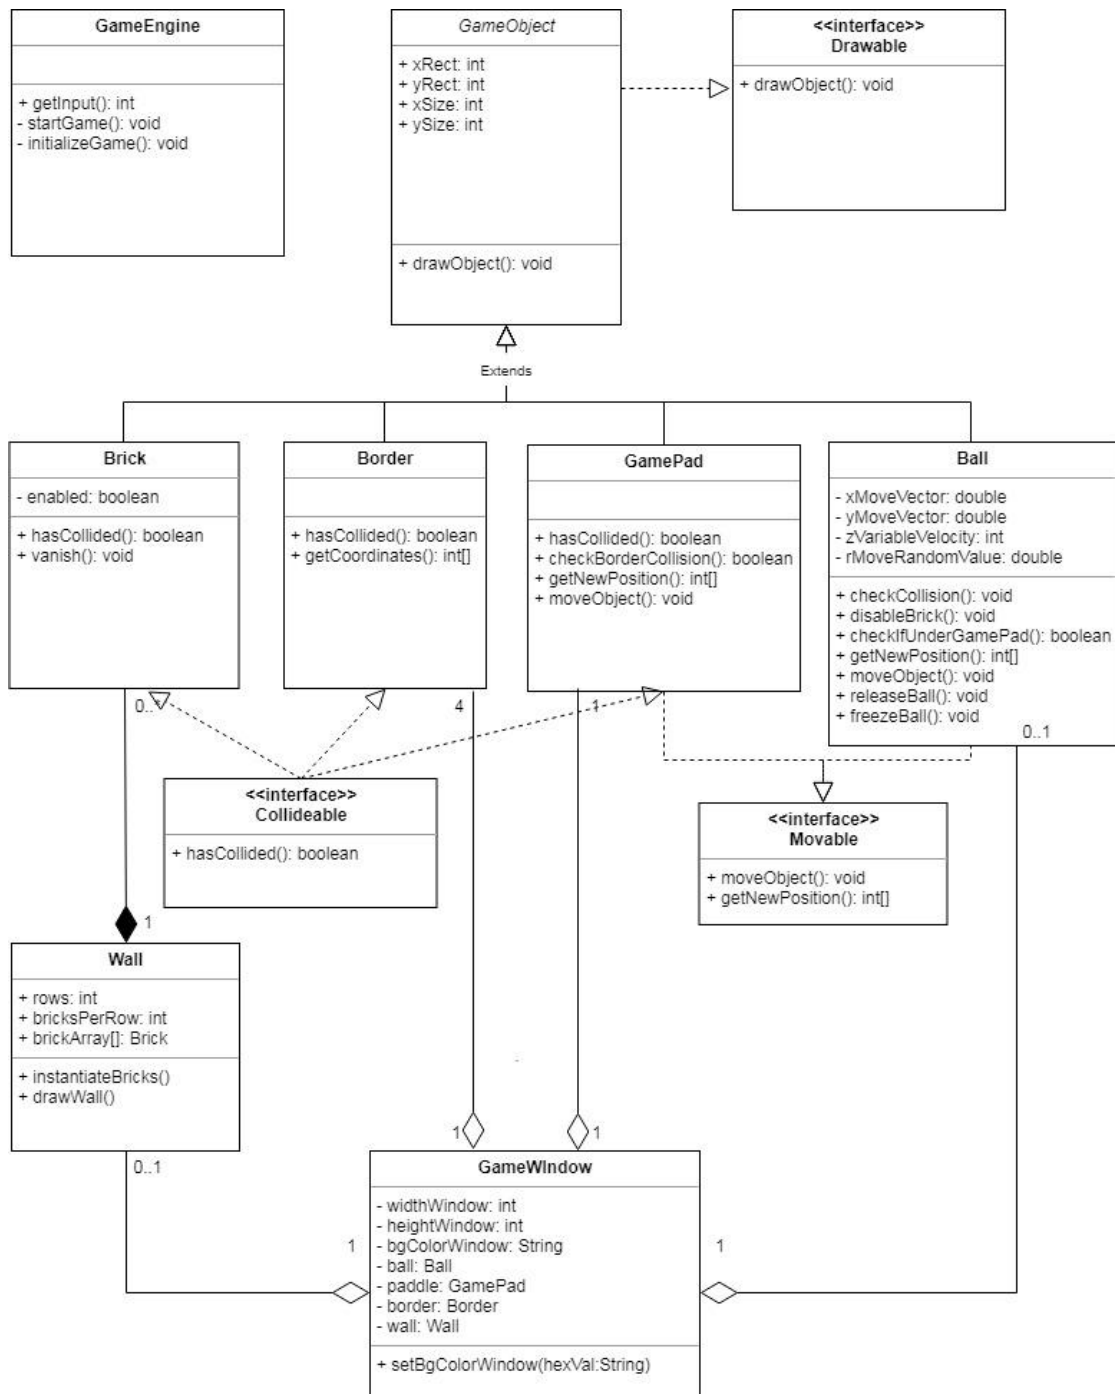 GameEngine
+ getInput(): int
- startGame(): void
- initializeGame(): void
GameObject
+ xRect: int
+ yRect: int
+ xSize: int
+ ySize: int
+ drawObject(): void
<<interface>>
Drawable
+ drawObject(): void
Extends
Brick
- enabled: boolean
+ hasCollided(): boolean
+ vanish(): void
Border
+ hasCollided(): boolean
+ getCoordinates(): int[]
GamePad
+ hasCollided(): boolean
+ checkBorderCollision(): boolean
+ getNewPosition(): int[]
+ moveObject(): void
Ball
- xMoveVector: double
- yMoveVector: double
- zVariableVelocity: int
- rMoveRandomValue: double
+ checkCollision(): void
+ disableBrick(): void
+ checkIfUnderGamePad(): boolean
+ getNewPosition(): int[]
+ moveObject(): void
+ releaseBall(): void
+ freezeBall(): void
0..*
4
1
0..1
<<interface>>
Collideable
+ hasCollided(): boolean
<<interface>>
Movable
+ moveObject(): void
+ getNewPosition(): int[]
1
Wall
+ rows: int
+ bricksPerRow: int
+ brickArray[]: Brick
+ instantiateBricks()
+ drawWall()
0..1
1
1
GameWIndow
- widthWindow: int
- heightWindow: int
- bgColorWindow: String
- ball: Ball
- paddle: GamePad
- border: Border
- wall: Wall
+ setBgColorWindow(hexVal:String)
1
1